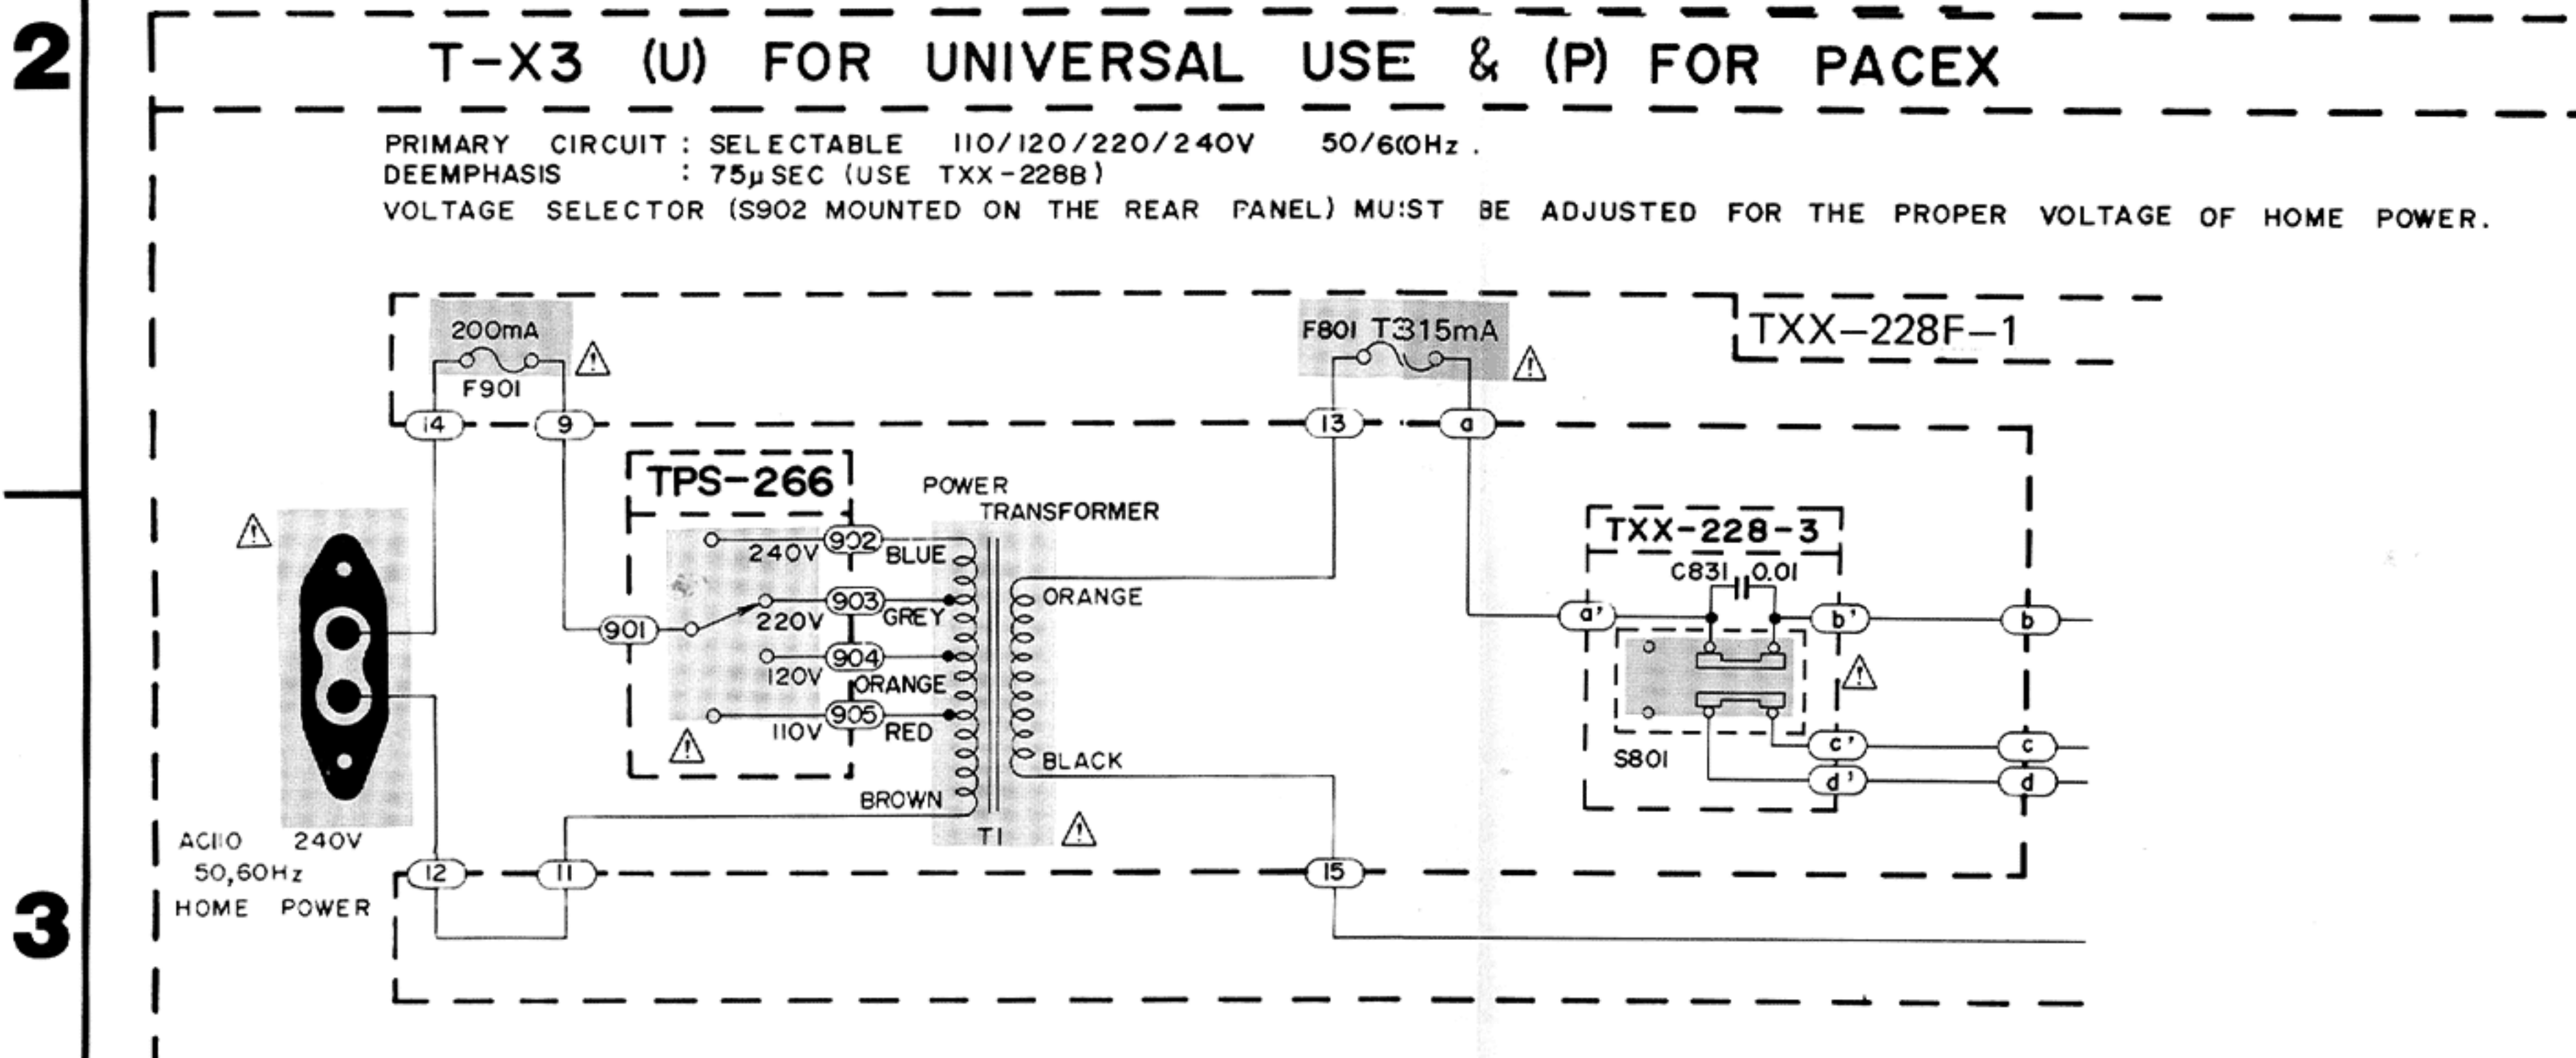 2
T-X3 (U) FOR UNIVERSAL USE & (P) FOR PACEX
PRIMARY CIRCUIT : SELECTABLE 110/120/220/240V 50/60Hz .
DEEMPHASIS : 75μSEC (USE TXX-228B)
VOLTAGE SELECTOR (S902 MOUNTED ON THE REAR PANEL) MUST BE ADJUSTED FOR THE PROPER VOLTAGE OF HOME POWER.
200mA
F901
F801 T315mA
TXX-228F-1
14
9
13
a
TPS-266
POWER
TRANSFORMER
TXX-228-3
902
240V
BLUE
C831 0.01
903
220V
GREY
ORANGE
901
a'
b'
b
904
120V
ORANGE
905
110V
RED
BLACK
c'
c
S801
d'
d
BROWN
T1
AC110 240V
50,60Hz
HOME POWER
12
11
15
3